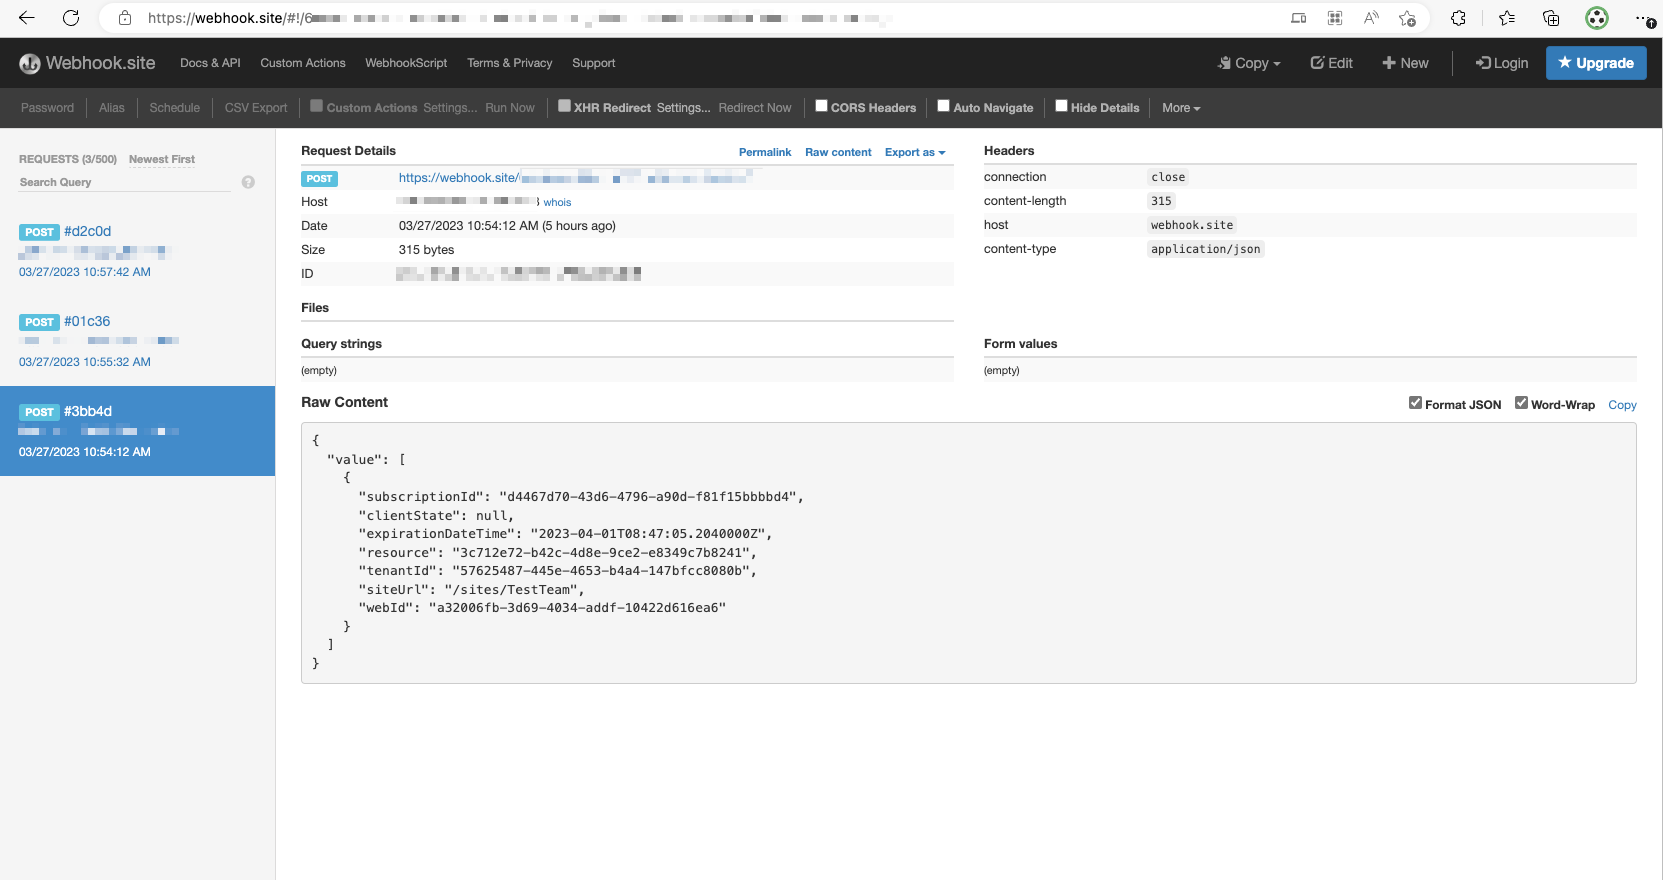 https://webhook.site/#!/6
Webhook.site Docs & API Custom Actions WebhookScript Terms & Privacy Support Copy Edit New Login Upgrade
Password Alias Schedule CSV Export Custom Actions Settings... Run Now XHR Redirect Settings... Redirect Now CORS Headers Auto Navigate Hide Details More
REQUESTS (3/500) Newest First
Search Query ?
POST #d2c0d
03/27/2023 10:57:42 AM
POST #01c36
03/27/2023 10:55:32 AM
POST #3bb4d
03/27/2023 10:54:12 AM
Request Details Permalink Raw content Export as
POST https://webhook.site/
Host whois
Date 03/27/2023 10:54:12 AM (5 hours ago)
Size 315 bytes
ID
Headers
connection close
content-length 315
host webhook.site
content-type application/json
Files
Query strings
(empty)
Form values
(empty)
Raw Content Format JSON Word-Wrap Copy
{
"value": [
{
"subscriptionId": "d4467d70-43d6-4796-a90d-f81f15bbbbd4",
"clientState": null,
"expirationDateTime": "2023-04-01T08:47:05.2040000Z",
"resource": "3c712e72-b42c-4d8e-9ce2-e8349c7b8241",
"tenantId": "57625487-445e-4653-b4a4-147bfcc8080b",
"siteUrl": "/sites/TestTeam",
"webId": "a32006fb-3d69-4034-addf-10422d616ea6"
}
]
}